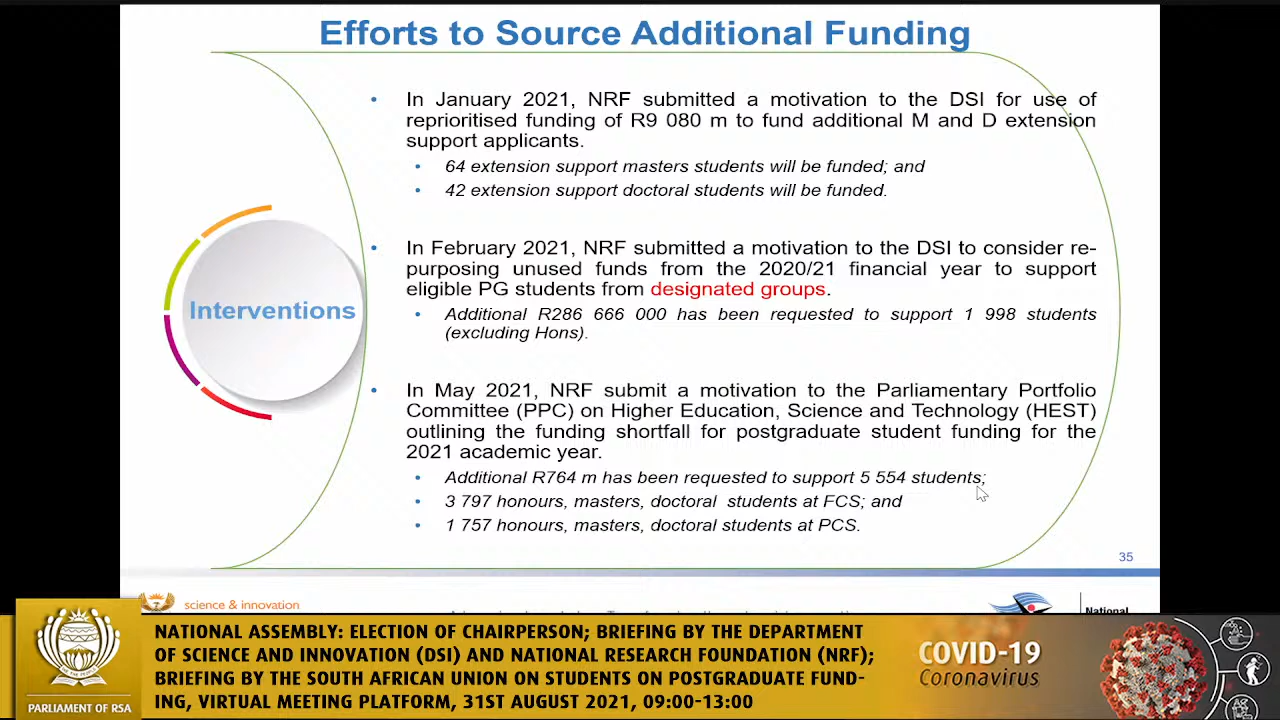 Efforts to Source Additional Funding
• In January 2021, NRF submitted a motivation to the DSI for use of
reprioritised funding of R9 080 m to fund additional M and D extension
support applicants.
• 64 extension support masters students will be funded; and
• 42 extension support doctoral students will be funded.
Interventions
• In February 2021, NRF submitted a motivation to the DSI to consider re-
purposing unused funds from the 2020/21 financial year to support
eligible PG students from designated groups.
• Additional R286 666 000 has been requested to support 1 998 students
(excluding Hons).
• In May 2021, NRF submit a motivation to the Parliamentary Portfolio
Committee (PPC) on Higher Education, Science and Technology (HEST)
outlining the funding shortfall for postgraduate student funding for the
2021 academic year.
• Additional R764 m has been requested to support 5 554 students;
• 3 797 honours, masters, doctoral students at FCS; and
• 1 757 honours, masters, doctoral students at PCS.
35
science & innovation
National
PARLIAMENT OF RSA
NATIONAL ASSEMBLY: ELECTION OF CHAIRPERSON; BRIEFING BY THE DEPARTMENT
OF SCIENCE AND INNOVATION (DSI) AND NATIONAL RESEARCH FOUNDATION (NRF);
BRIEFING BY THE SOUTH AFRICAN UNION ON STUDENTS ON POSTGRADUATE FUND-
ING, VIRTUAL MEETING PLATFORM, 31ST AUGUST 2021, 09:00-13:00
COVID-19
Coronavirus